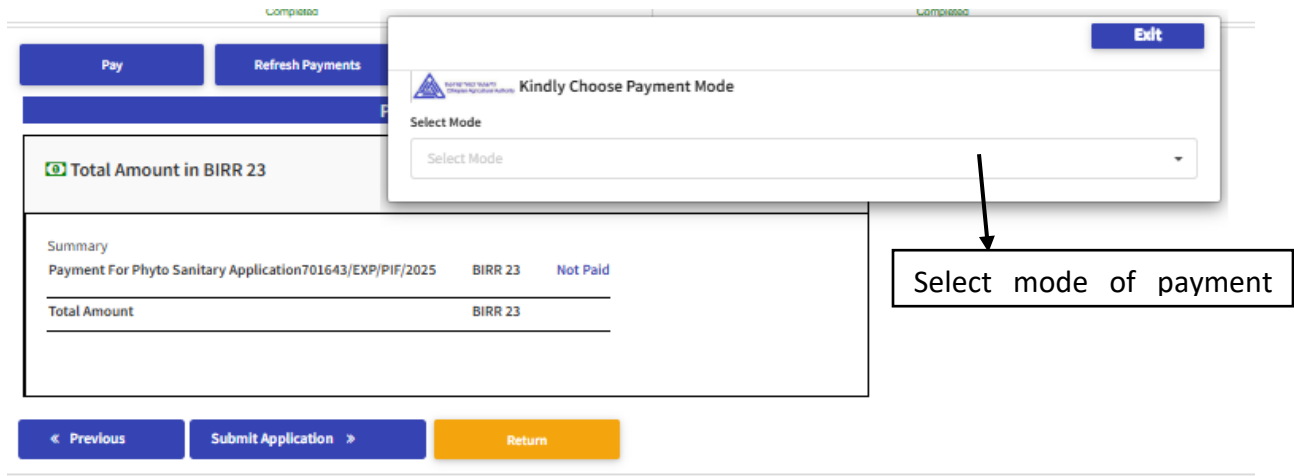 Completed
Completed
Exit
Pay
Refresh Payments
Kindly Choose Payment Mode
P
Select Mode
Select Mode
Total Amount in BIRR 23
Select mode of payment
Summary
Payment For Phyto Sanitary Application701643/EXP/PIF/2025 BIRR 23 Not Paid
Total Amount BIRR 23
« Previous
Submit Application »
Return